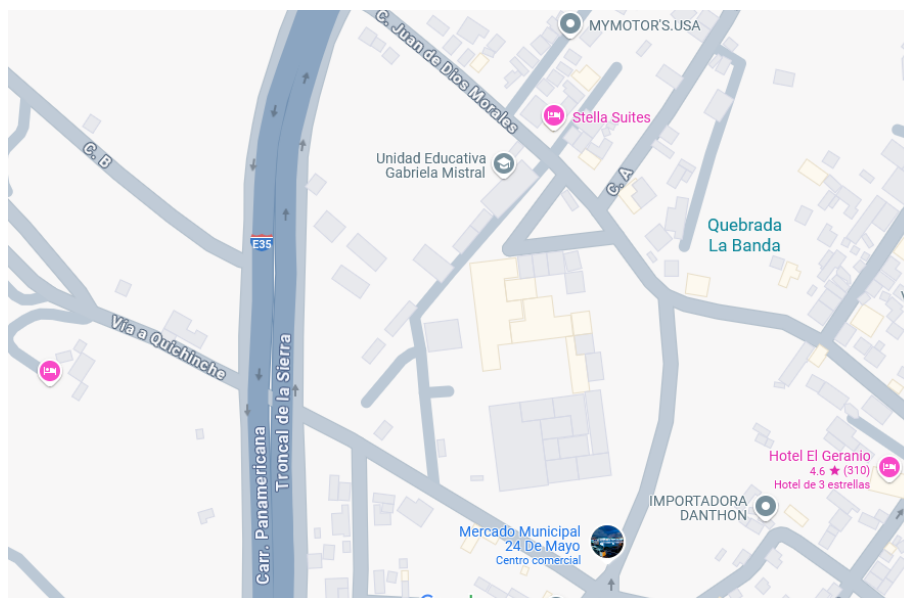 MYMOTOR'S.USA
C. Juan de Dios Morales
Stella Suites
C. B
Unidad Educativa
Gabriela Mistral
C. A
Quebrada
La Banda
E35
Vía a Quichinche
Carr. Panamericana
Troncal de la Sierra
Hotel El Geranio
4.6 ★ (310)
Hotel de 3 estrellas
IMPORTADORA
DANTHON
Mercado Municipal
24 De Mayo
Centro comercial